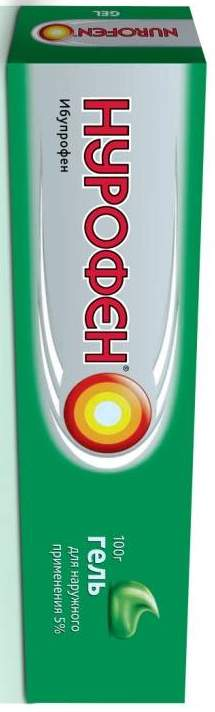 NUROFEN
GEL
НУРОФЕН®
Ибупрофен
100г
гель
для наружного
применения 5%